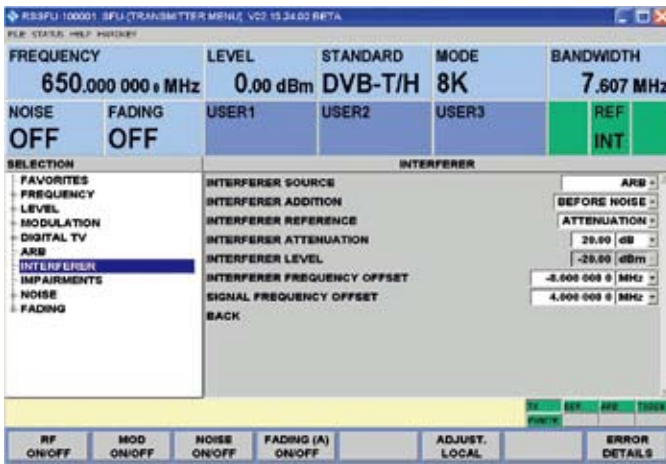 R&SSFU 100001 SFU (TRANSMITTER MENU) V02.15.24.00 BETA
FILE STATUS HELP HARDKEY
FREQUENCY LEVEL STANDARD MODE BANDWIDTH
650.000 000 0 MHz 0.00 dBm DVB-T/H 8K 7.607 MHz
NOISE FADING USER1 USER2 USER3 REF
OFF OFF INT
SELECTION INTERFERER
FAVORITES
FREQUENCY
LEVEL
MODULATION
DIGITAL TV
ARB
INTERFERER
IMPAIRMENTS
NOISE
FADING
INTERFERER SOURCE ARB
INTERFERER ADDITION BEFORE NOISE
INTERFERER REFERENCE ATTENUATION
INTERFERER ATTENUATION 20.00 dB
INTERFERER LEVEL -20.00 dBm
INTERFERER FREQUENCY OFFSET -8.000 000 0 MHz
SIGNAL FREQUENCY OFFSET 4.000 000 0 MHz
BACK
TX REF ARB
RF ON/OFF
MOD ON/OFF
NOISE ON/OFF
FADING (A) ON/OFF
ADJUST. LOCAL
ERROR DETAILS